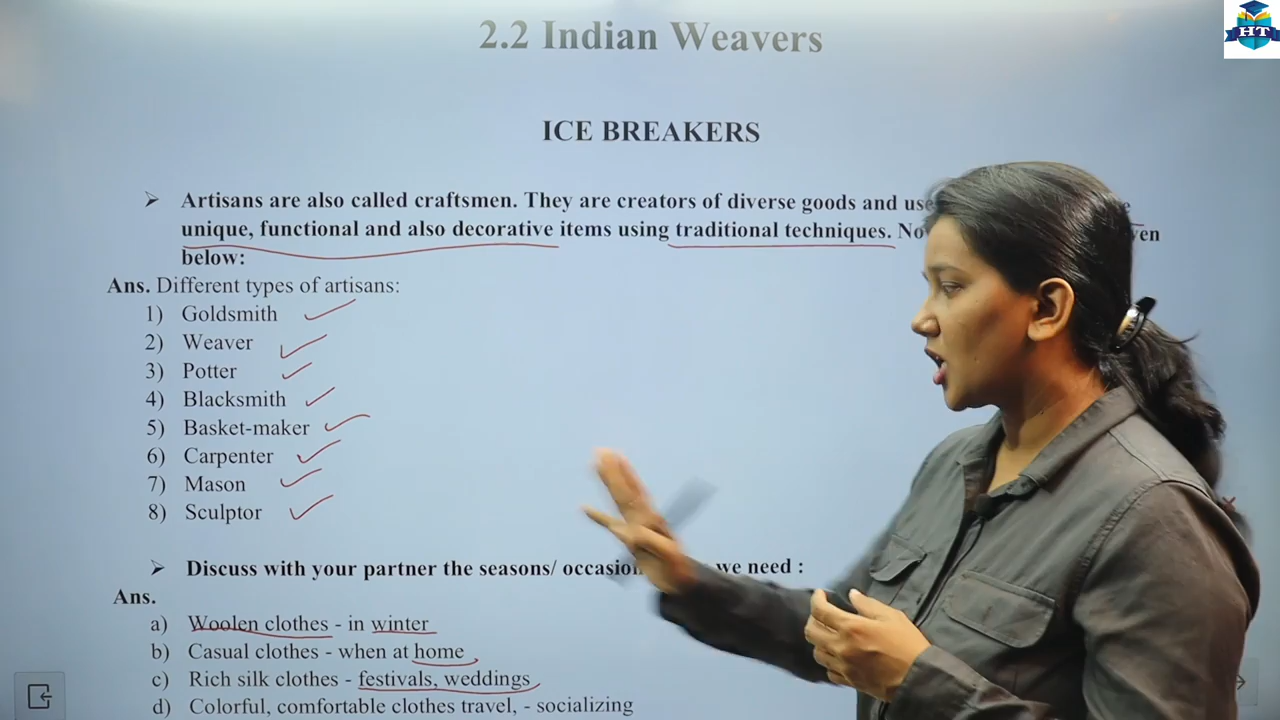 2.2 Indian Weavers
HT
ICE BREAKERS
➢ Artisans are also called craftsmen. They are creators of diverse goods and
unique, functional and also decorative items using traditional techniques.
below:
Ans. Different types of artisans:
1) Goldsmith
2) Weaver
3) Potter
4) Blacksmith
5) Basket-maker
6) Carpenter
7) Mason
8) Sculptor
➢ Discuss with your partner the seasons/ we need :
Ans.
a) Woolen clothes - in winter
b) Casual clothes - when at home
c) Rich silk clothes - festivals, weddings
d) Colorful, comfortable clothes travel, - socializing